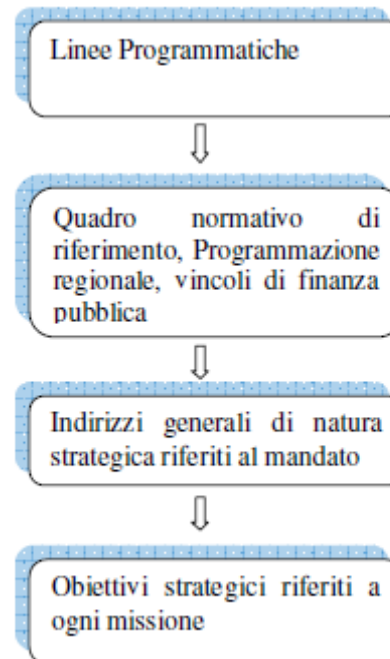 Linee Programmatiche
Quadro normativo di
riferimento, Programmazione
regionale, vincoli di finanza
pubblica
Indirizzi generali di natura
strategica riferiti al mandato
Obiettivi strategici riferiti a
ogni missione